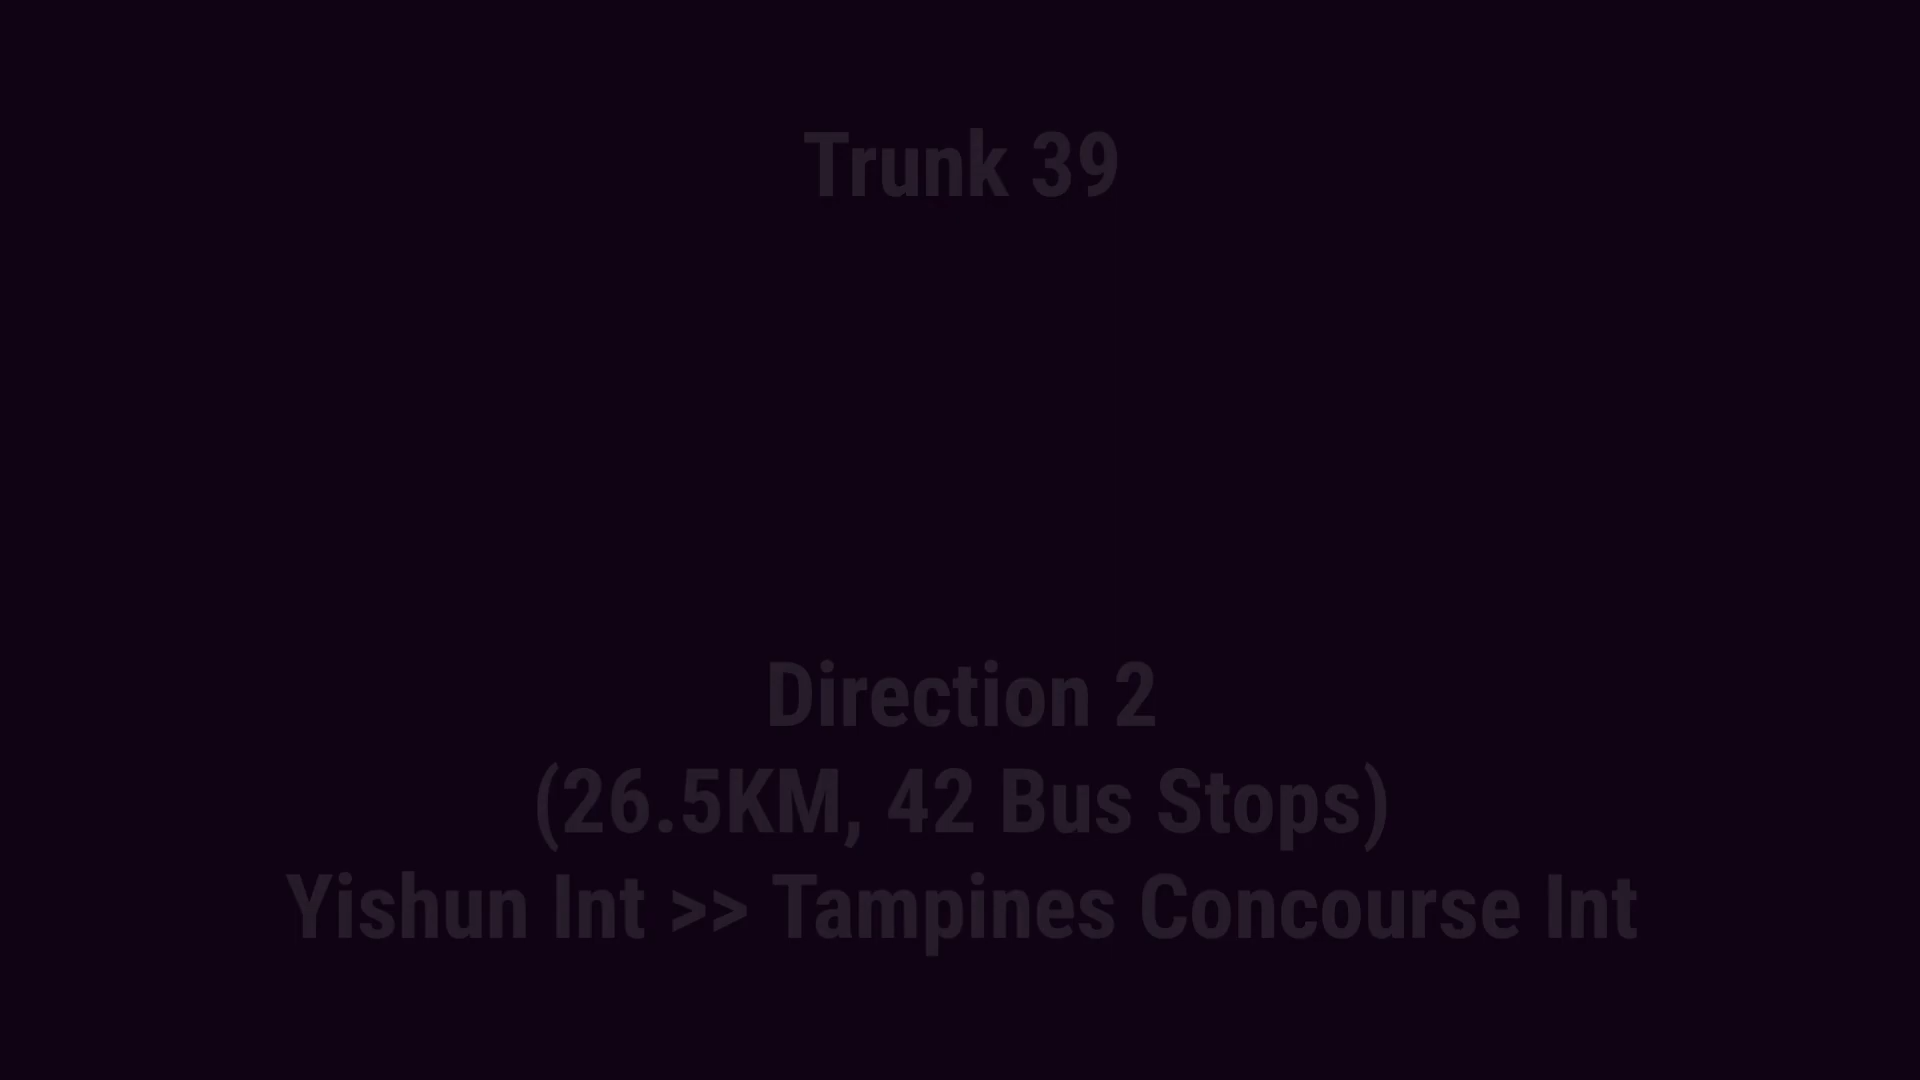 Trunk 39
Direction 2
(26.5KM, 42 Bus Stops)
Yishun Int >> Tampines Concourse Int